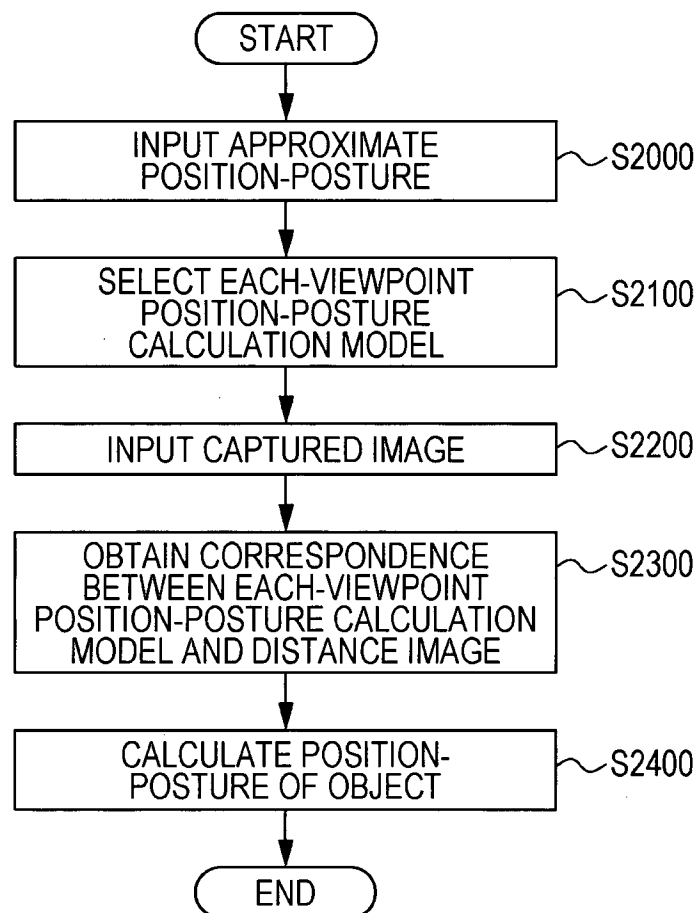 START
INPUT APPROXIMATE
POSITION-POSTURE
S2000
SELECT EACH-VIEWPOINT
POSITION-POSTURE
CALCULATION MODEL
S2100
INPUT CAPTURED IMAGE
S2200
OBTAIN CORRESPONDENCE
BETWEEN EACH-VIEWPOINT
POSITION-POSTURE CALCULATION
MODEL AND DISTANCE IMAGE
S2300
CALCULATE POSITION-
POSTURE OF OBJECT
S2400
END